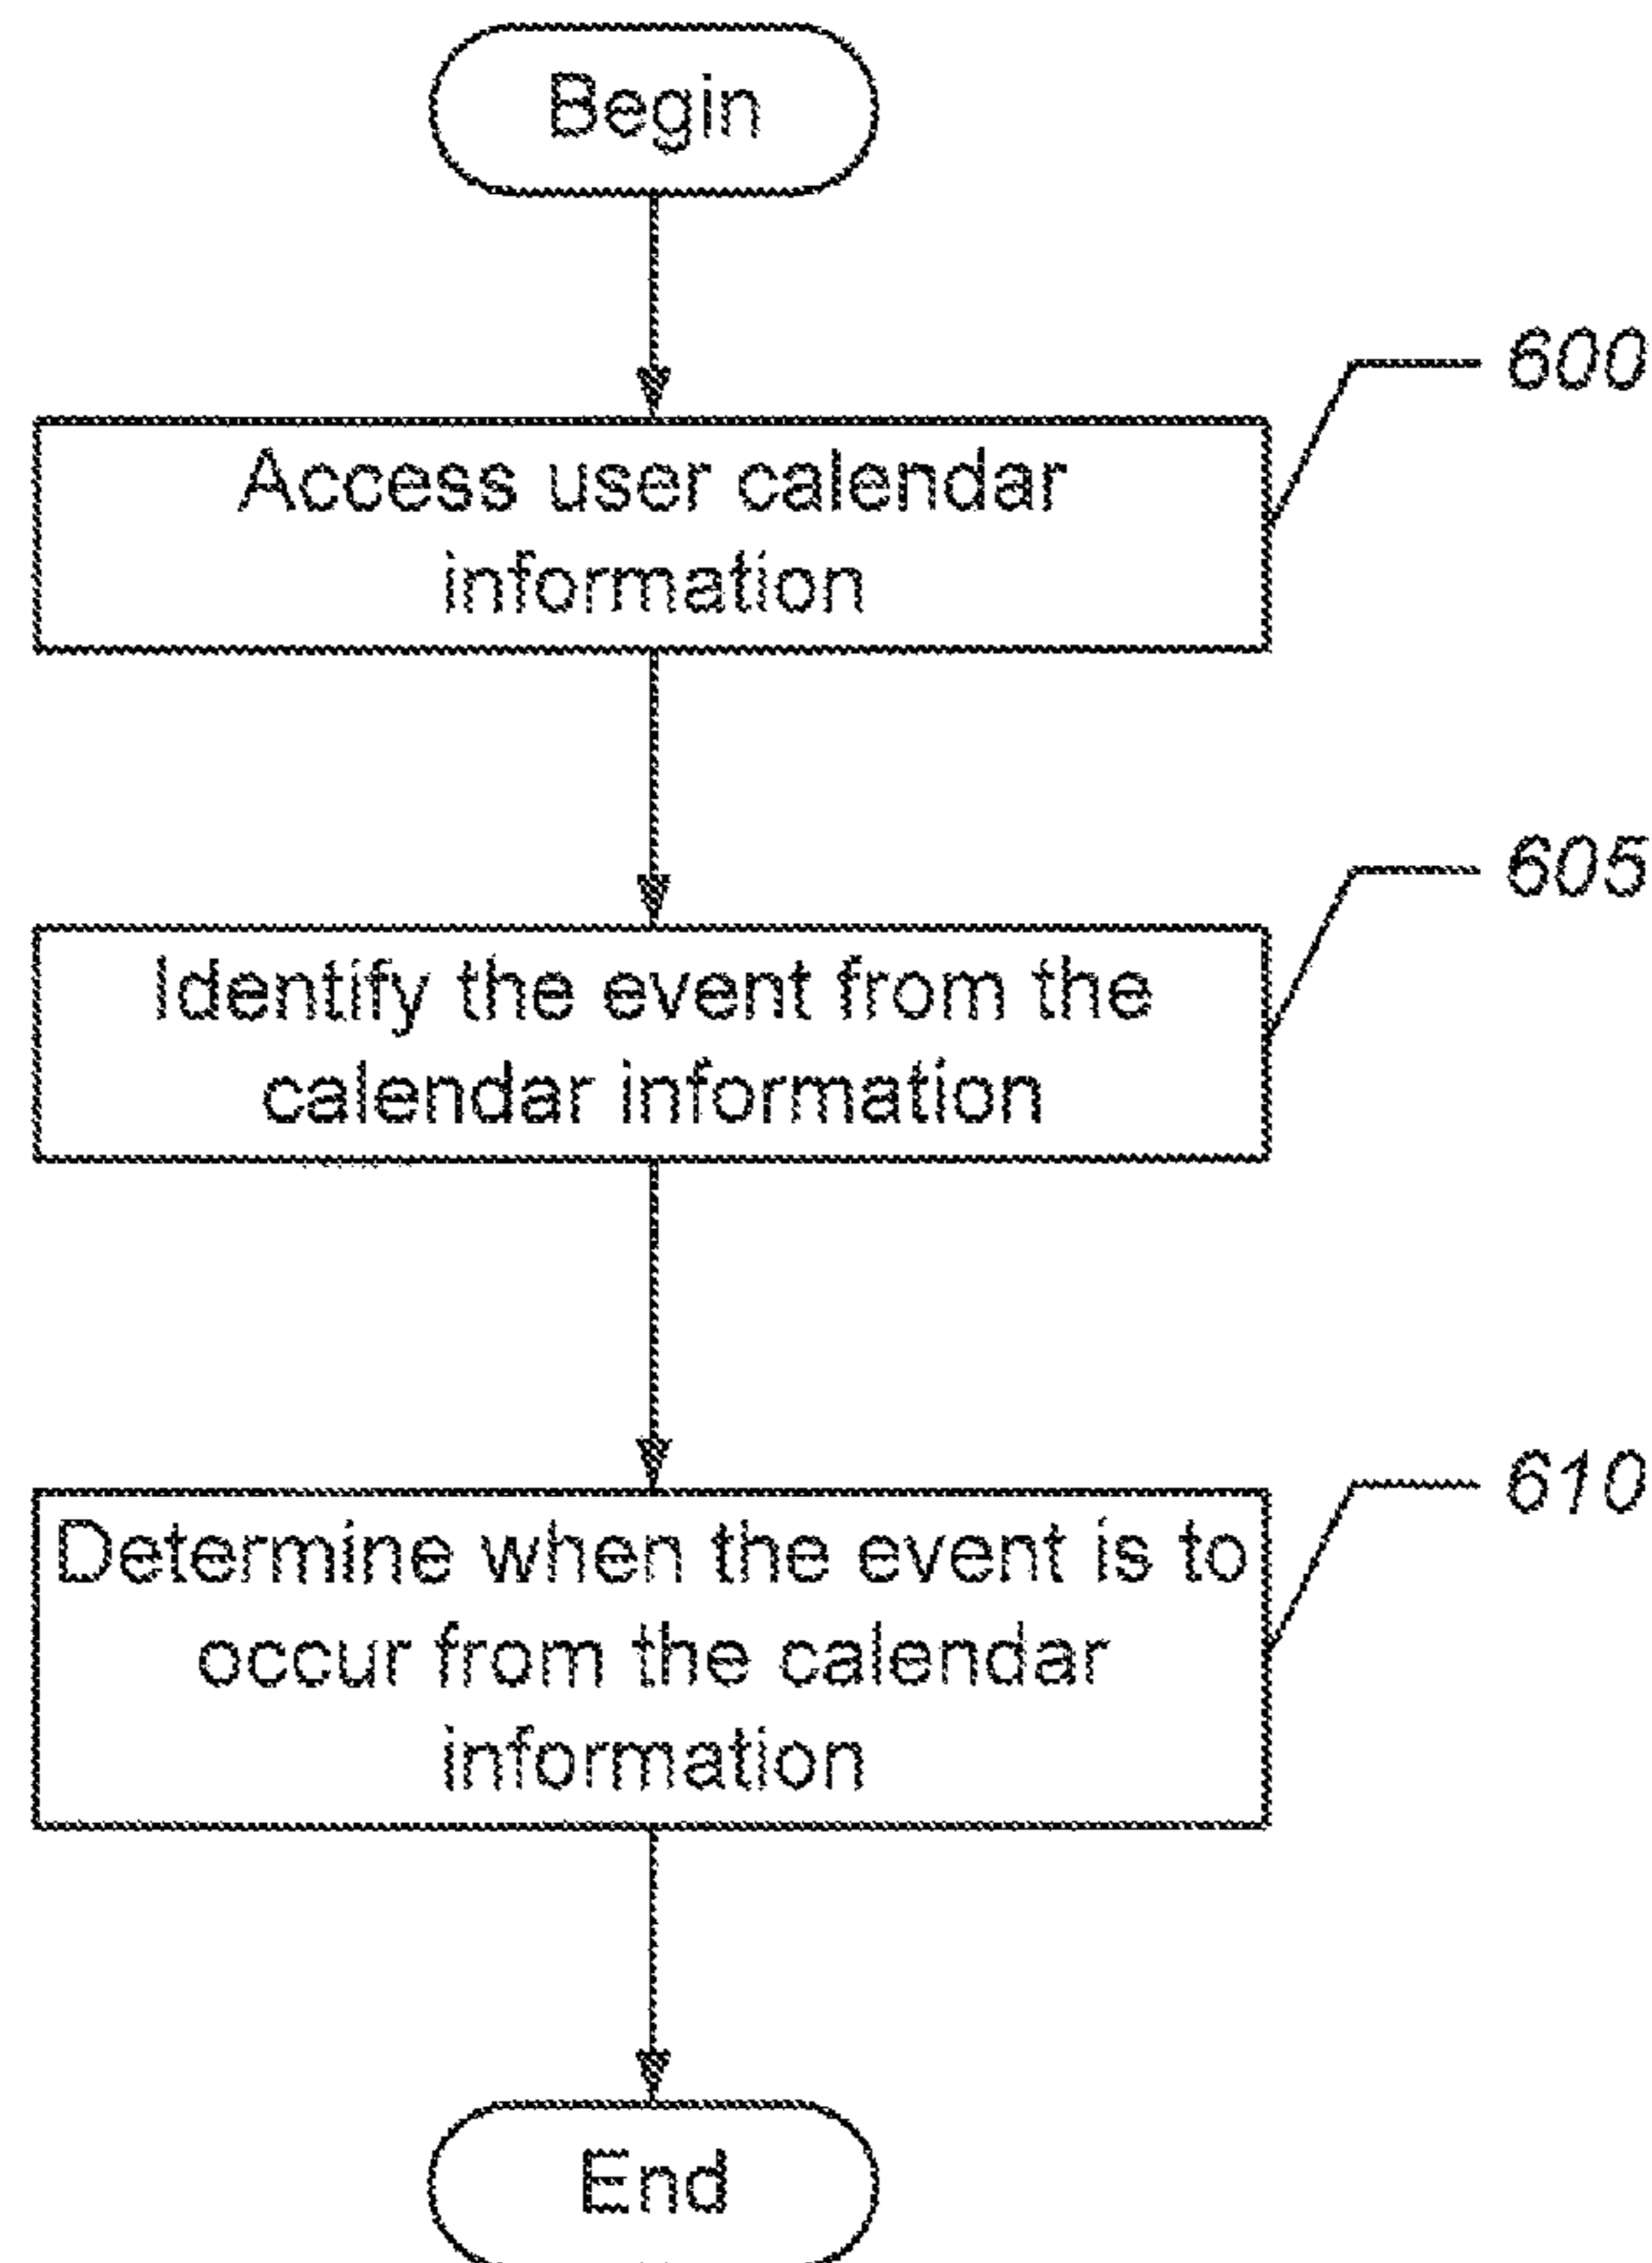 Begin
600
Access user calendar
information
605
Identify the event from the
calendar information
610
Determine when the event is to
occur from the calendar
information
End